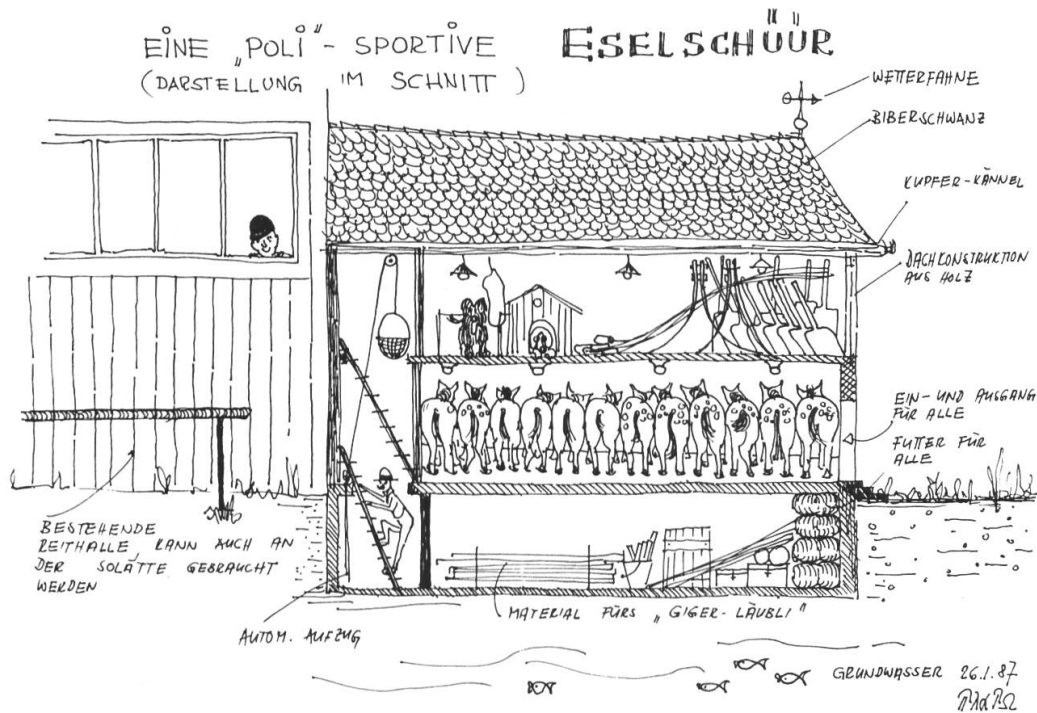 EINE „POLI"- SPORTIVE ESELSCHÜÜR
(DARSTELLUNG IM SCHNITT)
WETTERFAHNE
BIBERSCHWANZ
KUPFER-KÄNNEL
DACHKONSTRUKTION
AUS HOLZ
EIN- UND AUSGANG
FÜR ALLE
FUTTER FÜR
ALLE
BESTEHENDE
REITHALLE, KANN AUCH AN
DER SOLÄTTE GEBRAUCHT
WERDEN
MATERIAL FÜRS „GIGER-LÄUBLI"
AUTOM. AUFZUG
GRUNDWASSER 26.1.87